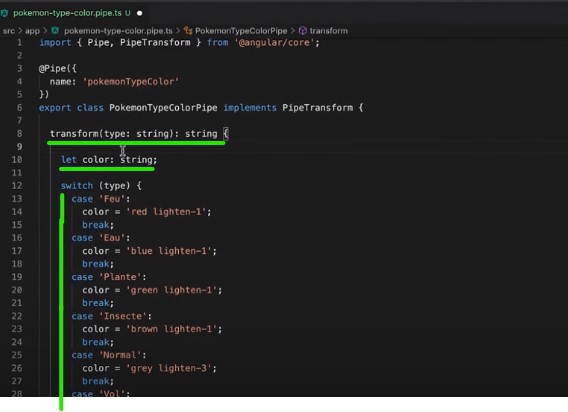 pokemon-type-color.pipe.ts U
src > app > pokemon-type-color.pipe.ts > PokemonTypeColorPipe > transform
1 import { Pipe, PipeTransform } from '@angular/core';
2
3 @Pipe({
4 name: 'pokemonTypeColor'
5 })
6 export class PokemonTypeColorPipe implements PipeTransform {
7
8 transform(type: string): string {
9
10 let color: string;
11
12 switch (type) {
13 case 'Feu':
14 color = 'red lighten-1';
15 break;
16 case 'Eau':
17 color = 'blue lighten-1';
18 break;
19 case 'Plante':
20 color = 'green lighten-1';
21 break;
22 case 'Insecte':
23 color = 'brown lighten-1';
24 break;
25 case 'Normal':
26 color = 'grey lighten-3';
27 break;
28 case 'Vol':